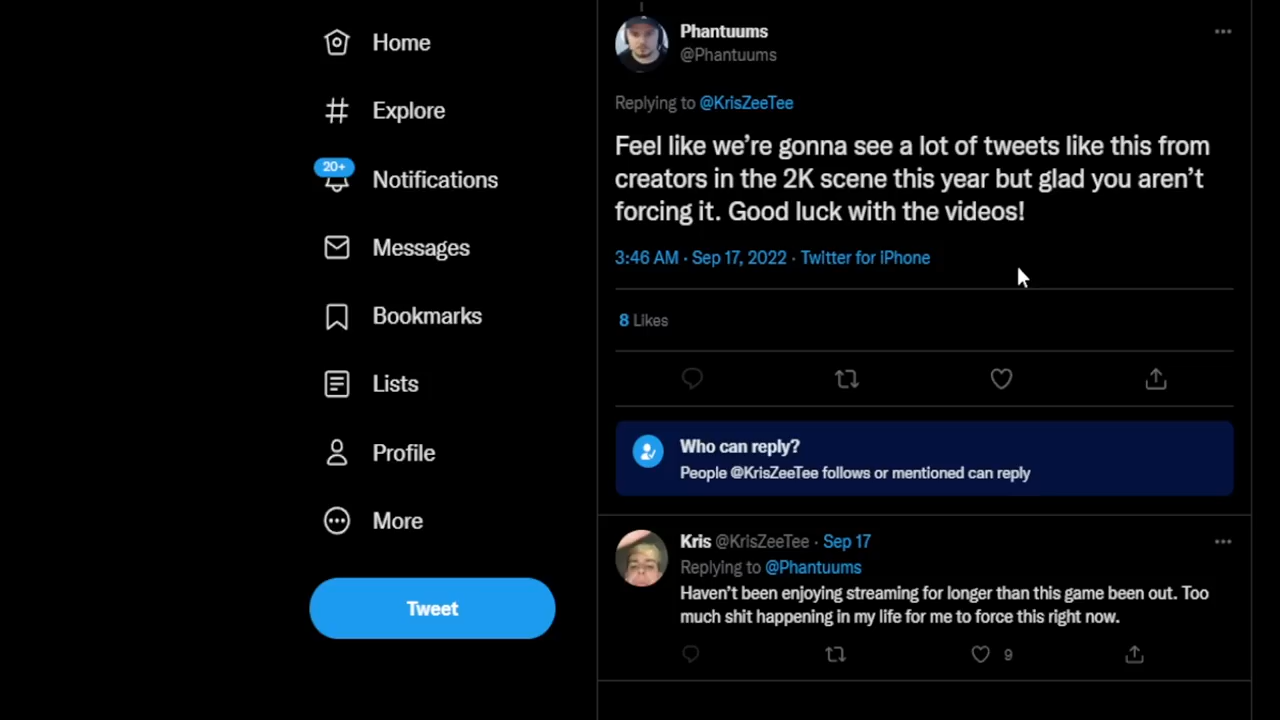 Home
Explore
20+
Notifications
Messages
Bookmarks
Lists
Profile
More
Tweet
Phantuums
@Phantuums
Replying to @KrisZeeTee
Feel like we’re gonna see a lot of tweets like this from
creators in the 2K scene this year but glad you aren’t
forcing it. Good luck with the videos!
3:46 AM · Sep 17, 2022 · Twitter for iPhone
8 Likes
Who can reply?
People @KrisZeeTee follows or mentioned can reply
Kris @KrisZeeTee · Sep 17
Replying to @Phantuums
Haven’t been enjoying streaming for longer than this game been out. Too
much shit happening in my life for me to force this right now.
9